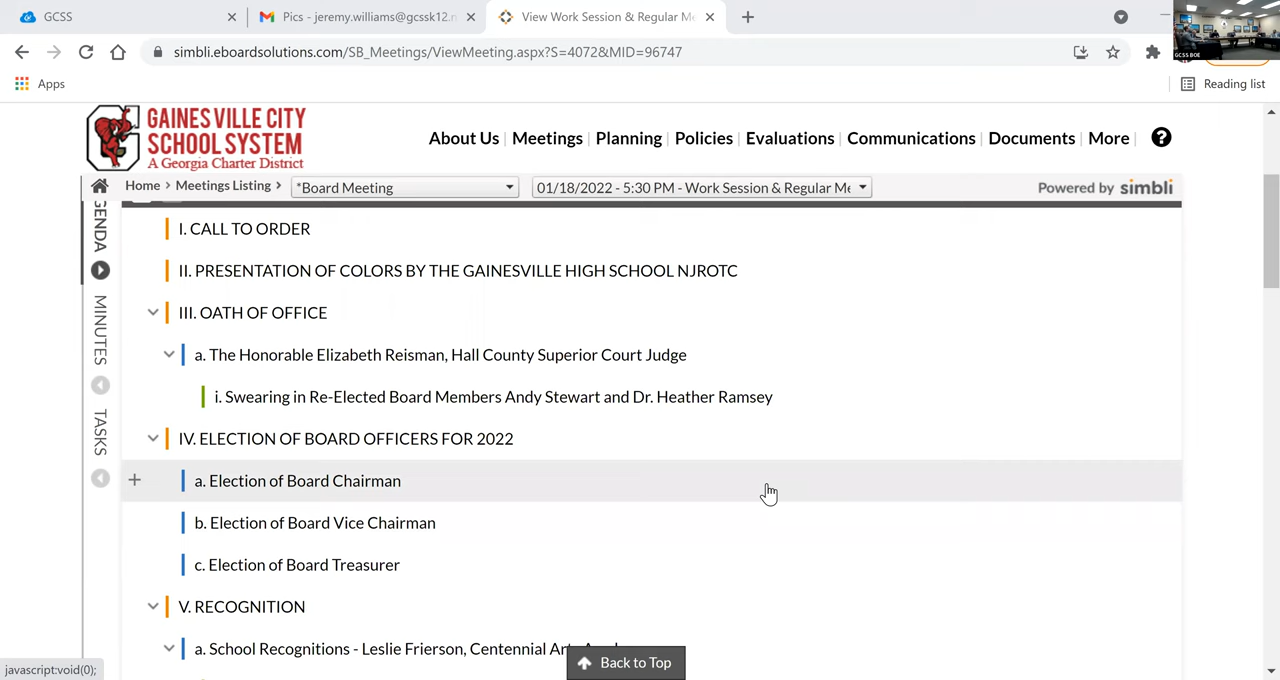 GCSS
Pics - jeremy.williams@gcssk12.n
View Work Session & Regular Me
simbli.eboardsolutions.com/SB_Meetings/ViewMeeting.aspx?S=4072&MID=96747
GCSS BOE
Apps
Reading list
GAINESVILLE CITY
SCHOOL SYSTEM
A Georgia Charter District
About Us | Meetings | Planning | Policies | Evaluations | Communications | Documents | More | ?
Home > Meetings Listing > *Board Meeting 01/18/2022 - 5:30 PM - Work Session & Regular Me Powered by simbli
GENDA
MINUTES
TASKS
I. CALL TO ORDER
II. PRESENTATION OF COLORS BY THE GAINESVILLE HIGH SCHOOL NJROTC
III. OATH OF OFFICE
a. The Honorable Elizabeth Reisman, Hall County Superior Court Judge
i. Swearing in Re-Elected Board Members Andy Stewart and Dr. Heather Ramsey
IV. ELECTION OF BOARD OFFICERS FOR 2022
a. Election of Board Chairman
b. Election of Board Vice Chairman
c. Election of Board Treasurer
V. RECOGNITION
a. School Recognitions - Leslie Frierson, Centennial Arts
Back to Top
javascript:void(0);